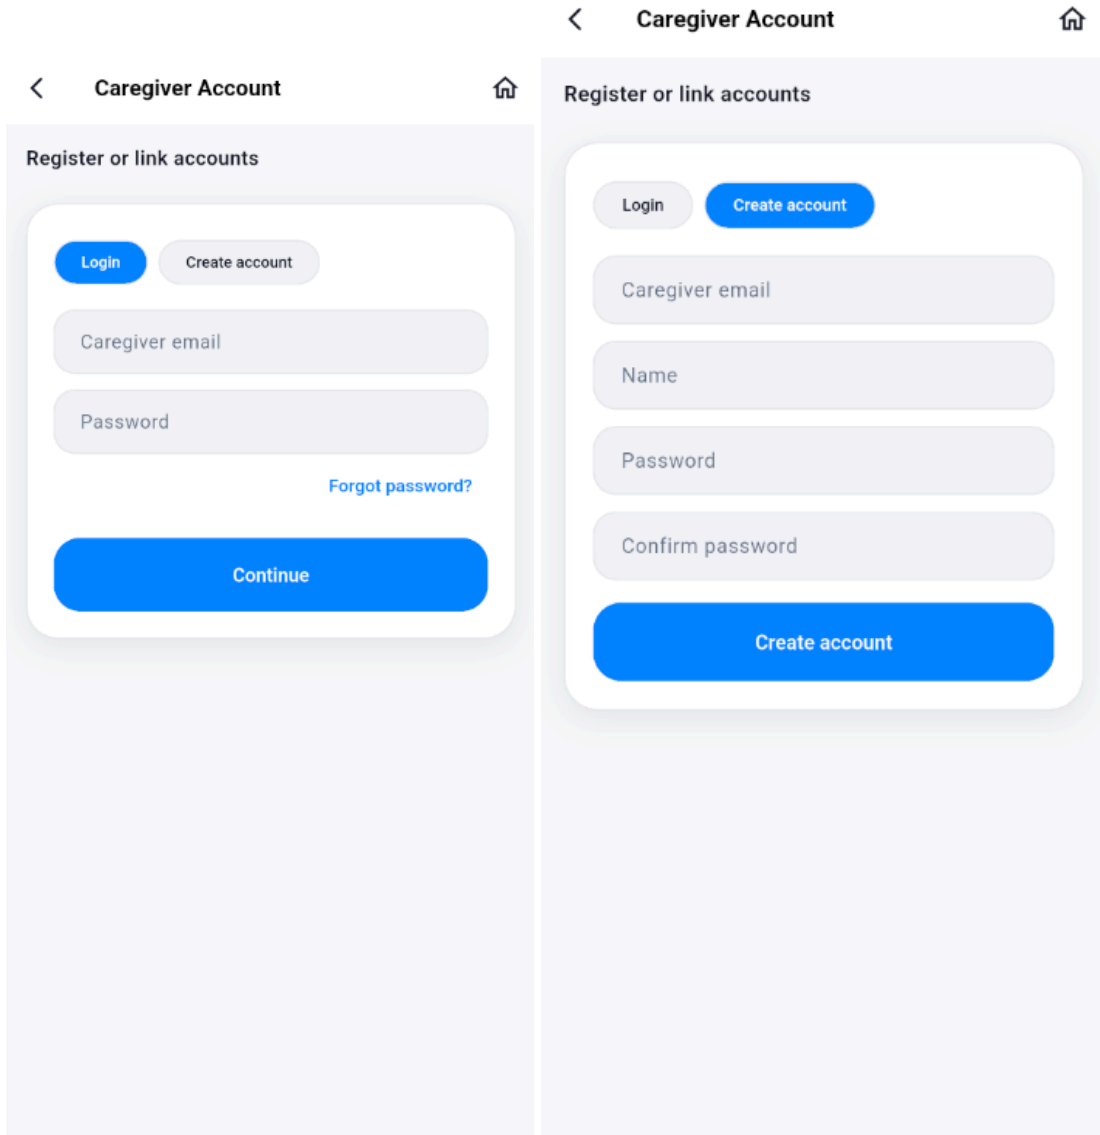 Caregiver Account
Register or link accounts
Login Create account
Caregiver email
Password
Forgot password?
Continue
Caregiver Account
Register or link accounts
Login Create account
Caregiver email
Name
Password
Confirm password
Create account